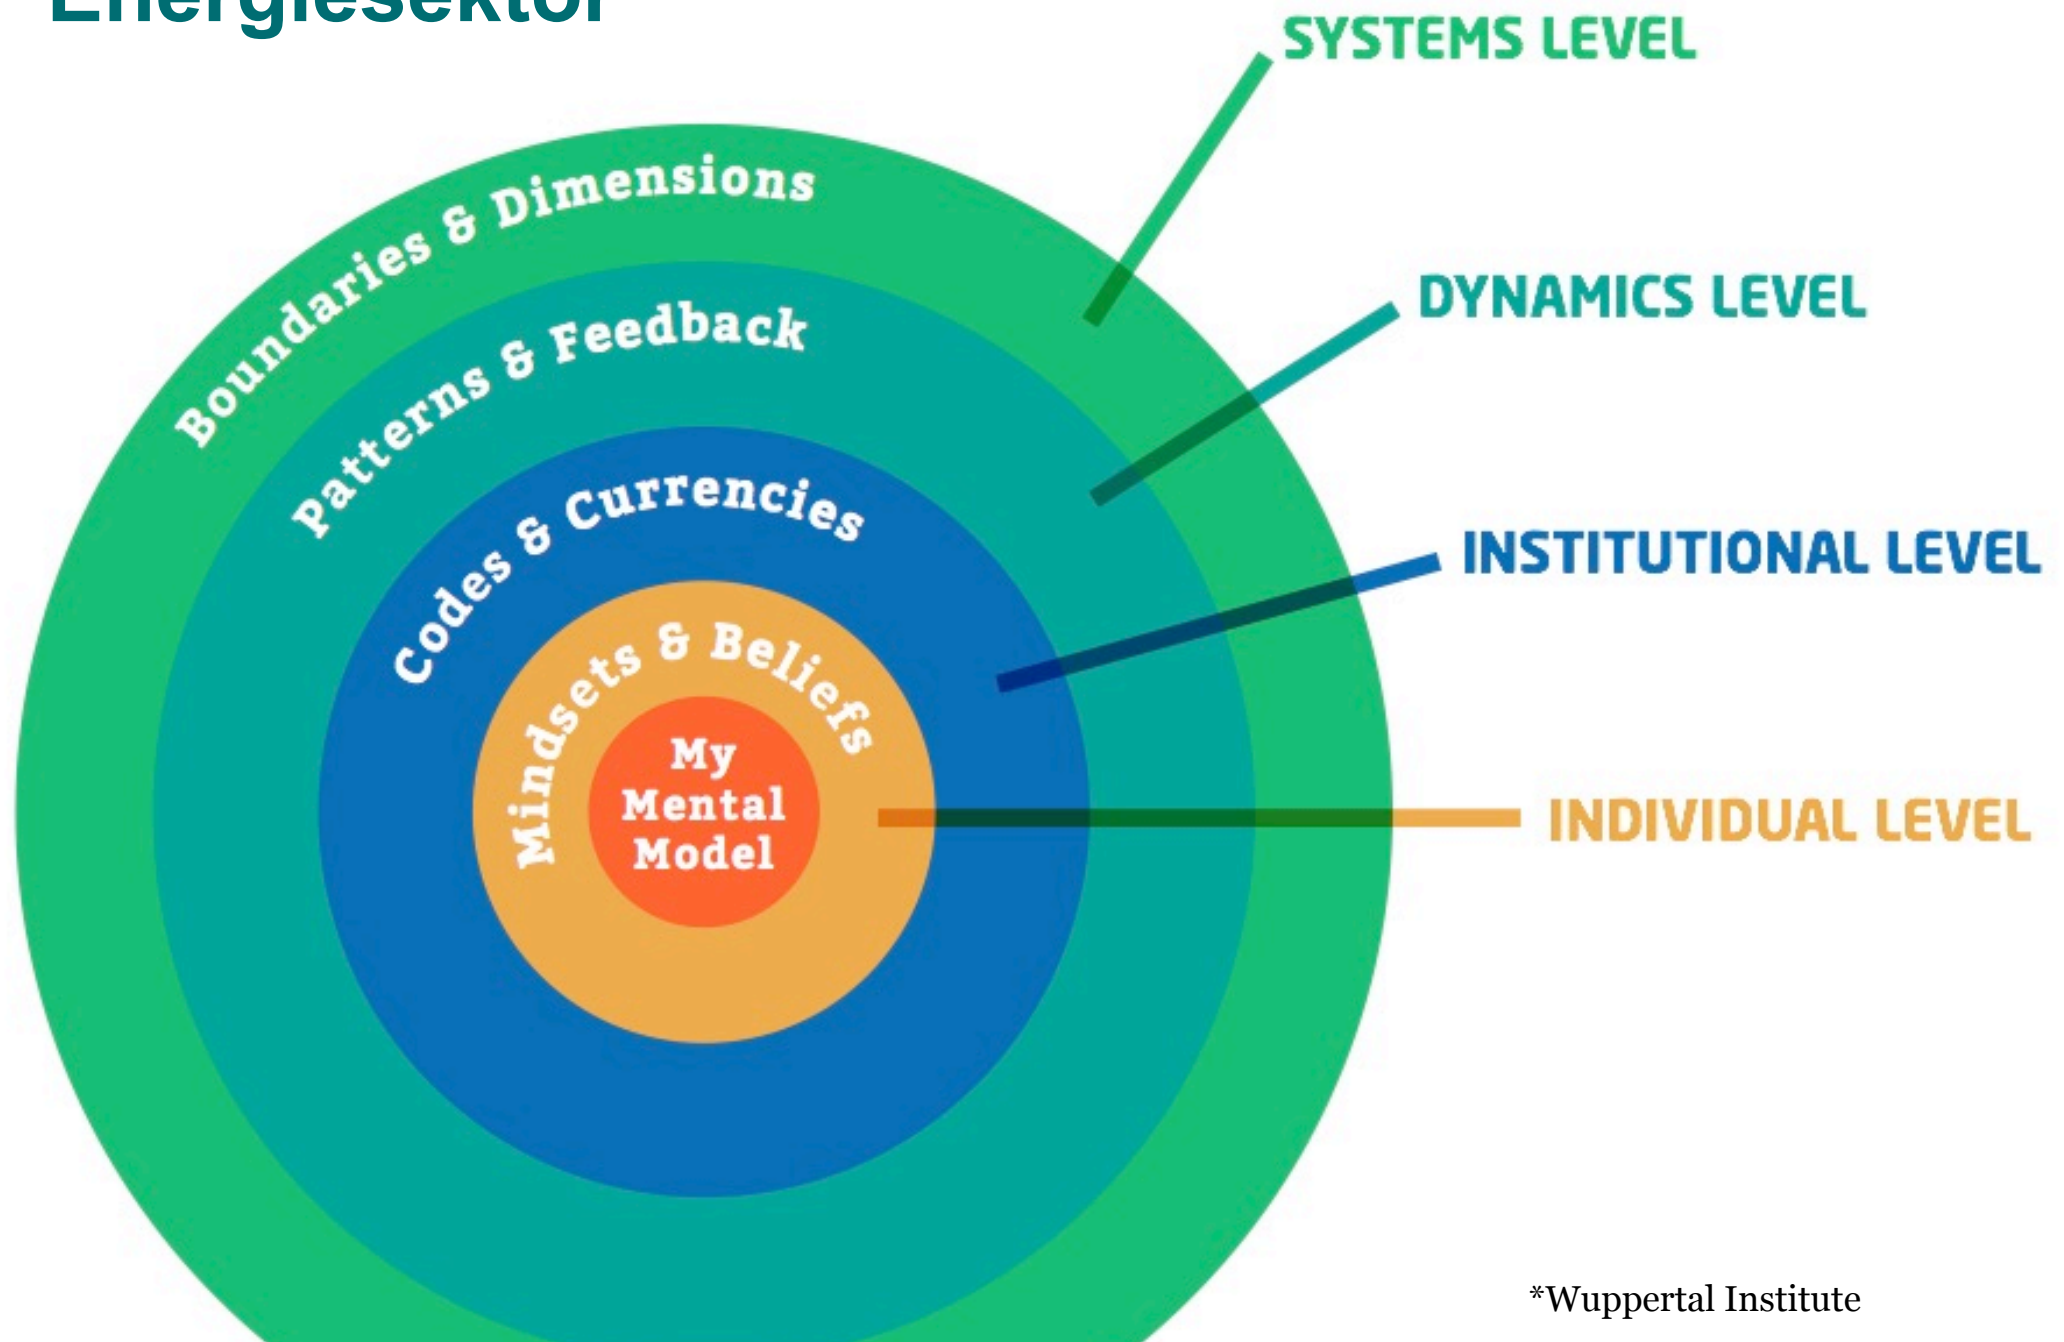 Energiesektor
SYSTEMS LEVEL
Boundaries & Dimensions
DYNAMICS LEVEL
Patterns & Feedback
Codes & Currencies
INSTITUTIONAL LEVEL
Mindsets & Beliefs
My
Mental
Model
INDIVIDUAL LEVEL
*Wuppertal Institute